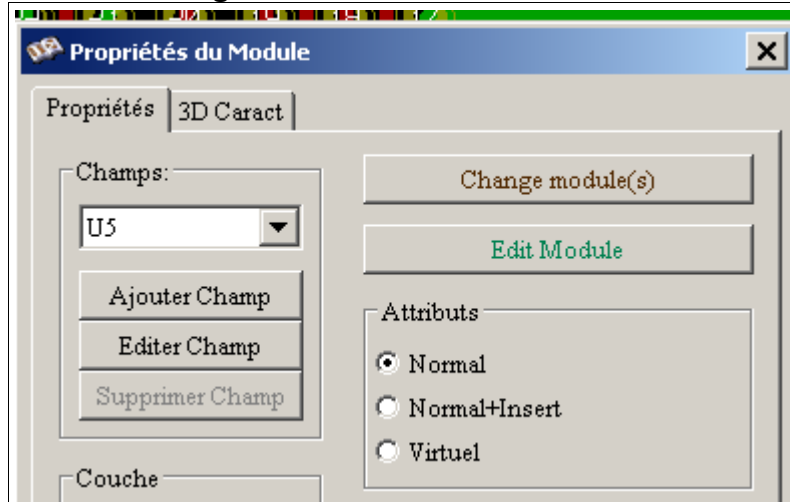 Propriétés du Module
Propriétés 3D Caract
Champs:
Change module(s)
U5
Edit Module
Ajouter Champ
Attributs
Editer Champ
Normal
Supprimer Champ
Normal+Insert
Virtuel
Couche